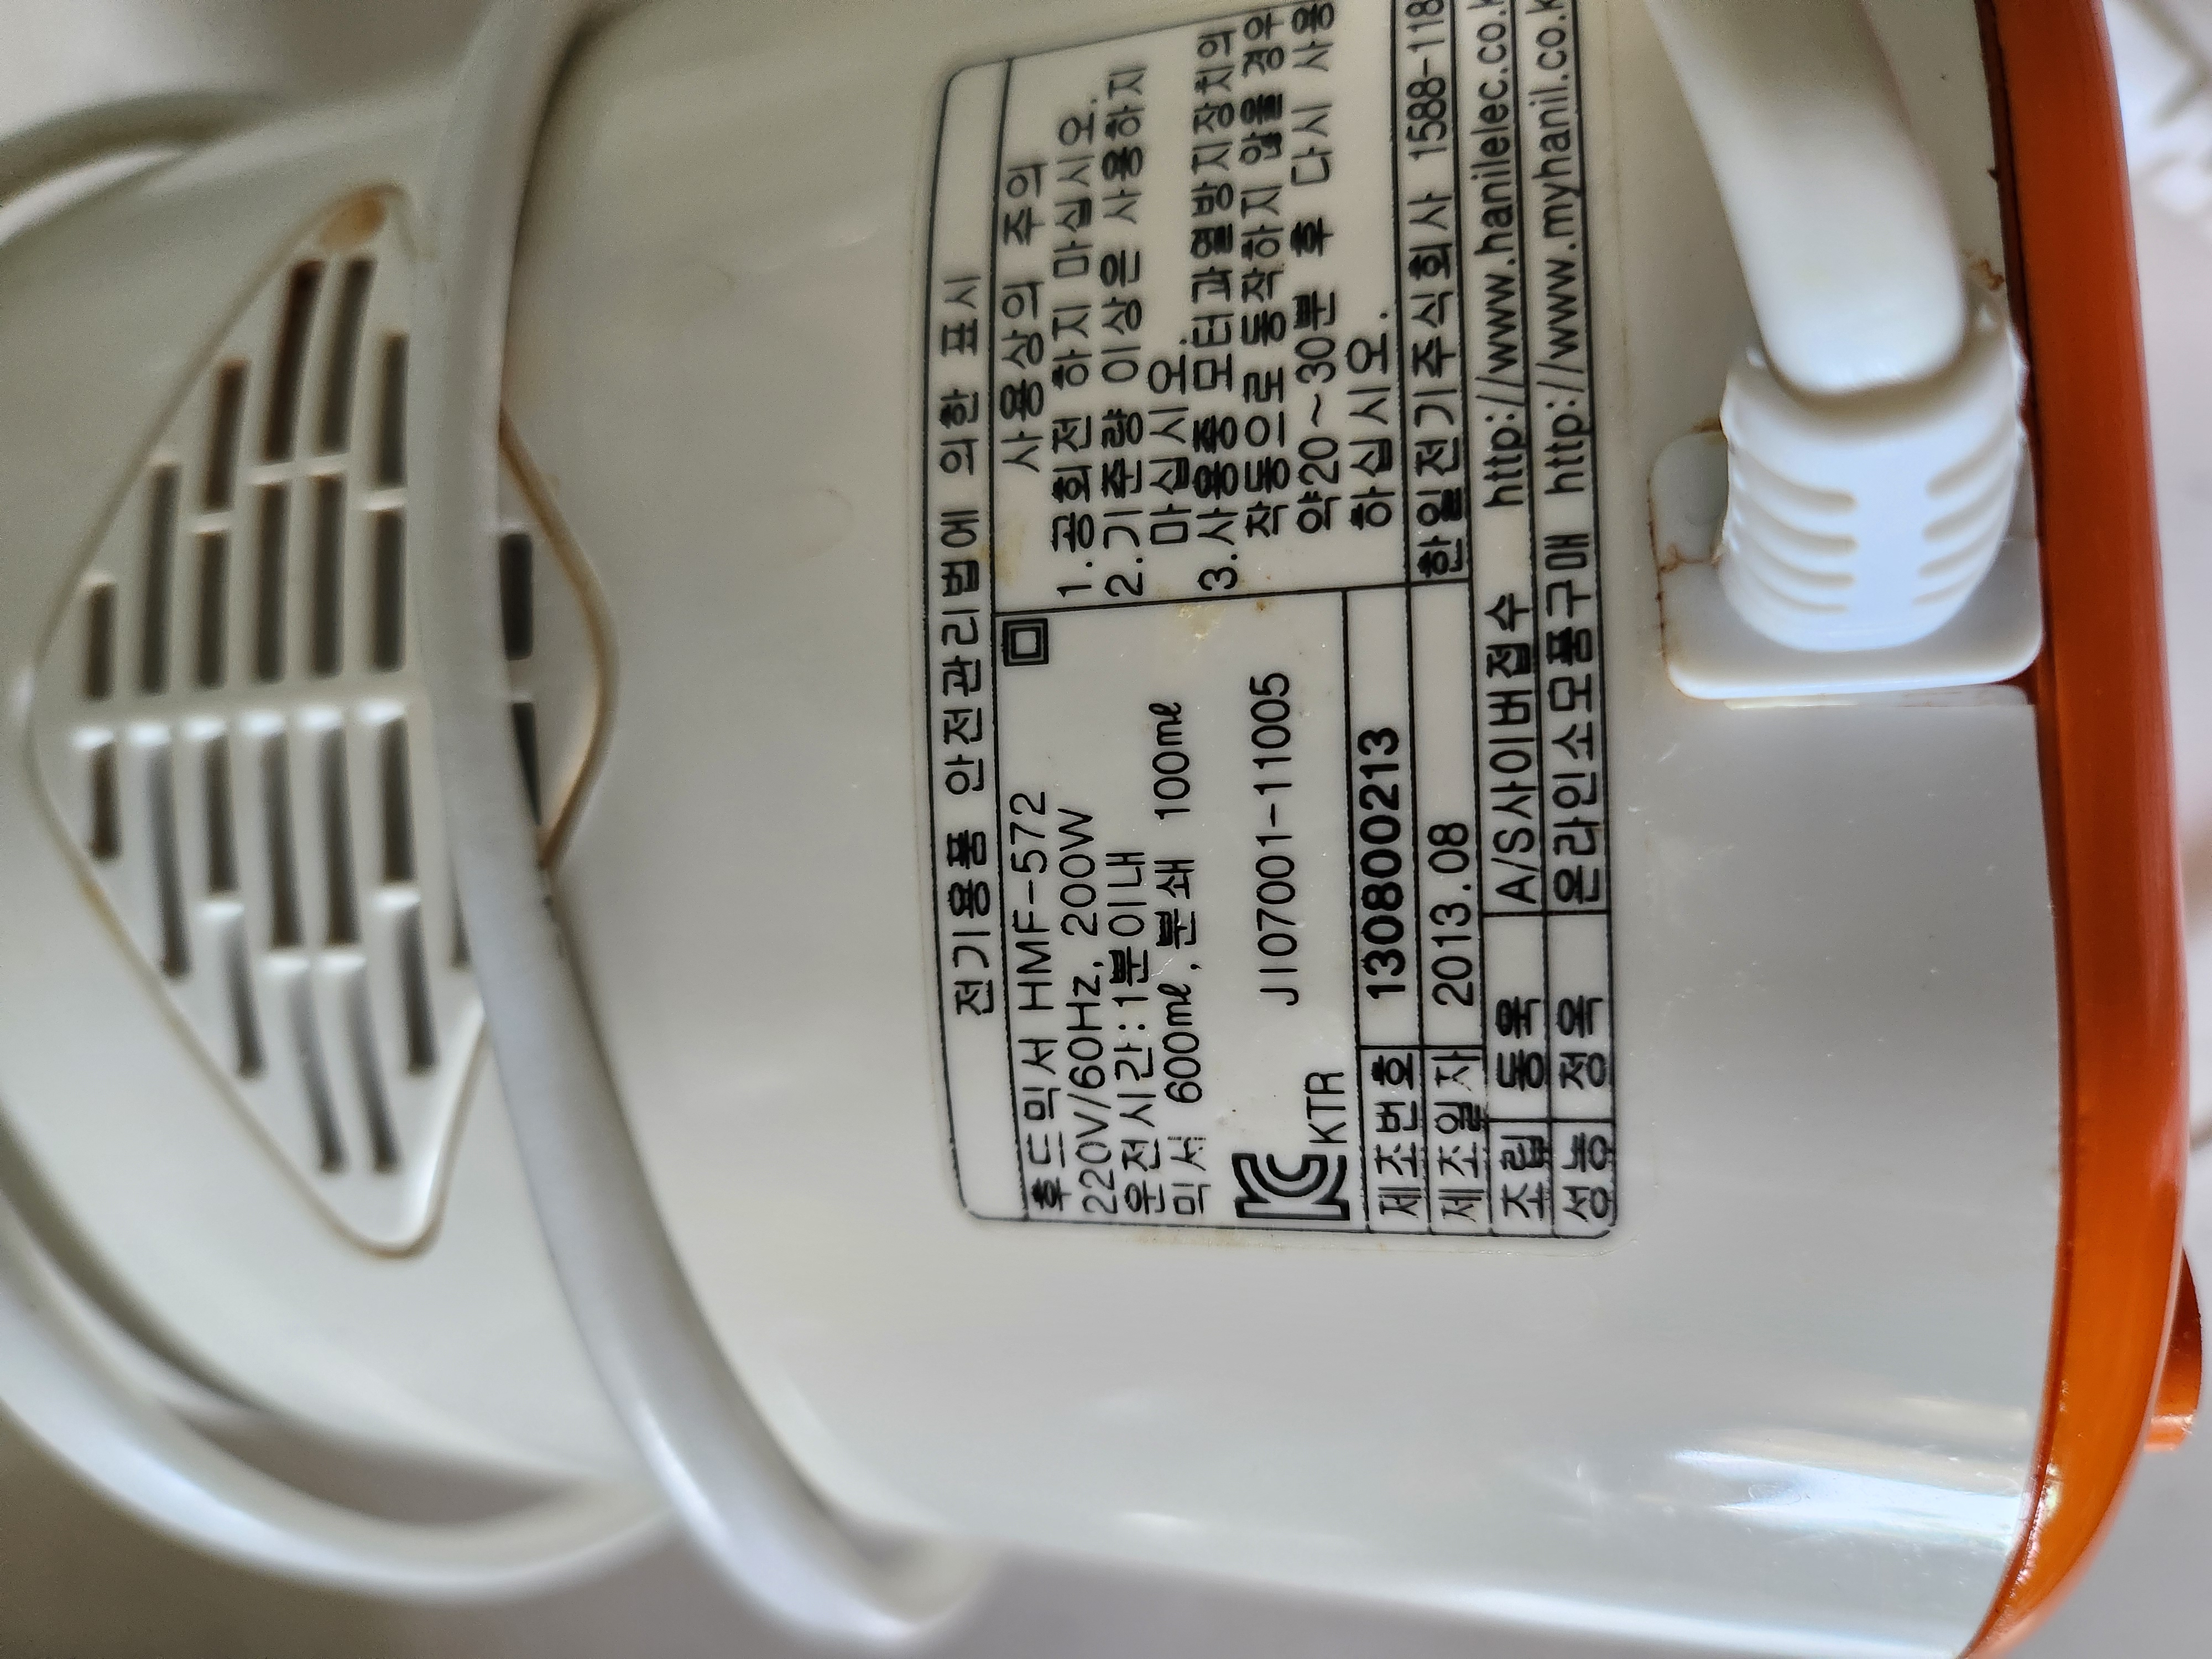 전기용품 안전관리법에 의한 표시
후드믹서 HMF-572
220V/60Hz, 200W
운전시간:1분이내
믹서 600㎖,분쇄 100㎖
KTR JI07001-11005
사용상의 주의
1.공회전 하지 마십시오.
2.기준량 이상은 사용하지
마십시오.
3.사용중 모터과열방지장치의
작동으로 동작하지 않을 경우
약20~30분 후 다시 사용
하십시오.
제조번호 1308000213
제조일자 2013.08
한일전기주식회사 1588-118
조립 동옥 A/S사이버접수 http://www.hanilelec.co.k
성능 정옥 온라인소모품구매 http://www.myhanil.co.k